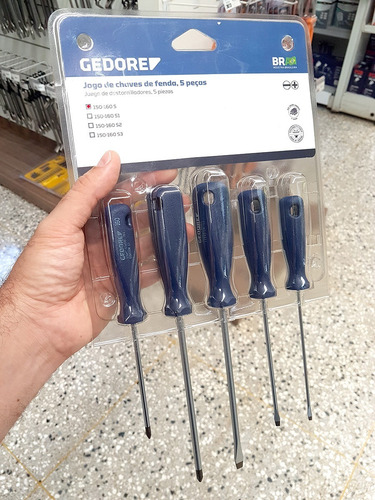 GEDORE
BR
Jogo de chaves de fenda, 5 peças
Juego de destornilladores, 5 piezas
150-160 S
150-160 S1
150-160 S2
150-160 S3
GEDORE
160